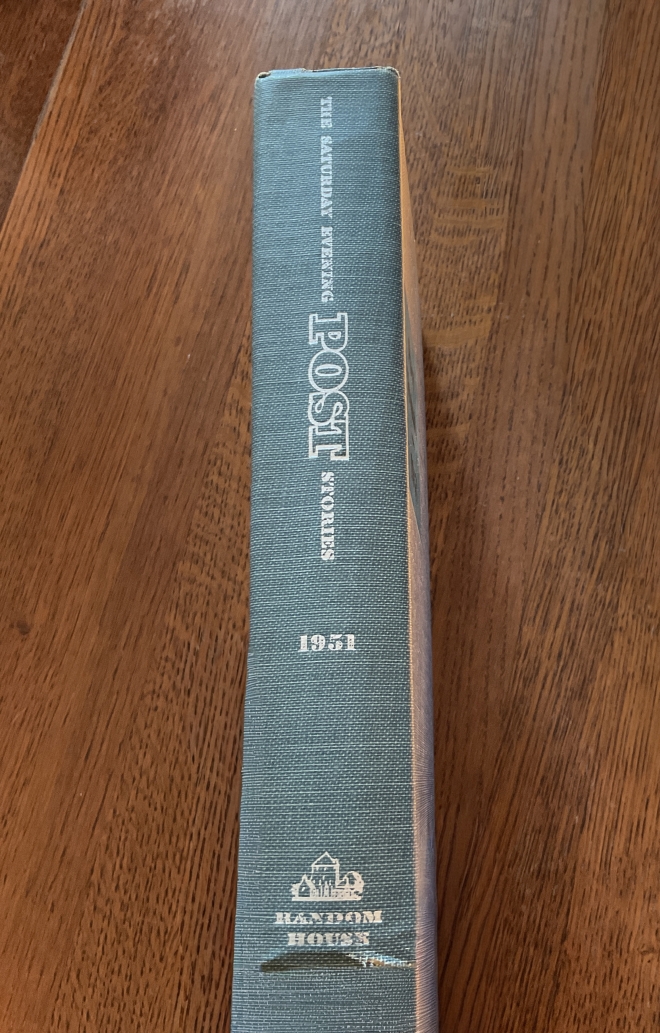 THE SATURDAY EVENING POST STORIES
1951
RANDOM
HOUSE